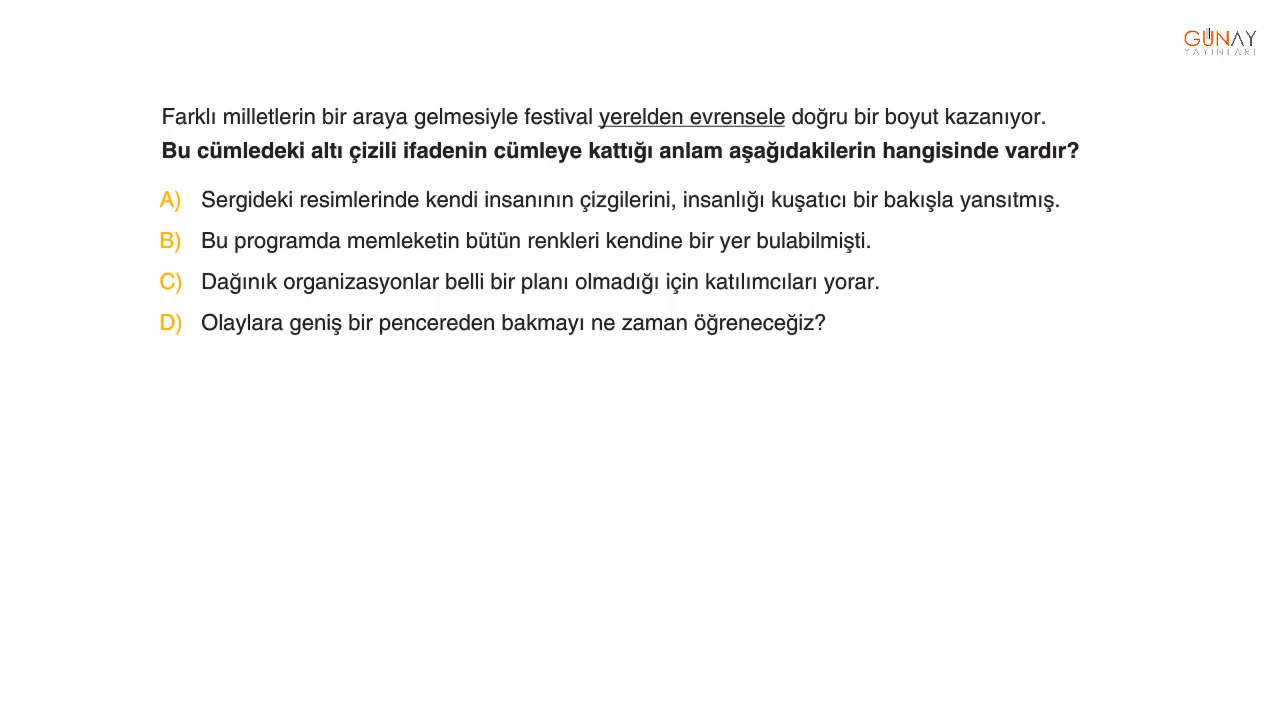 GÜNAY
YAYINLARI
Farklı milletlerin bir araya gelmesiyle festival yerelden evrensele doğru bir boyut kazanıyor.
Bu cümledeki altı çizili ifadenin cümleye kattığı anlam aşağıdakilerin hangisinde vardır?
A) Sergideki resimlerinde kendi insanının çizgilerini, insanlığı kuşatıcı bir bakışla yansıtmış.
B) Bu programda memleketin bütün renkleri kendine bir yer bulabilmişti.
C) Dağınık organizasyonlar belli bir planı olmadığı için katılımcıları yorar.
D) Olaylara geniş bir pencereden bakmayı ne zaman öğreneceğiz?